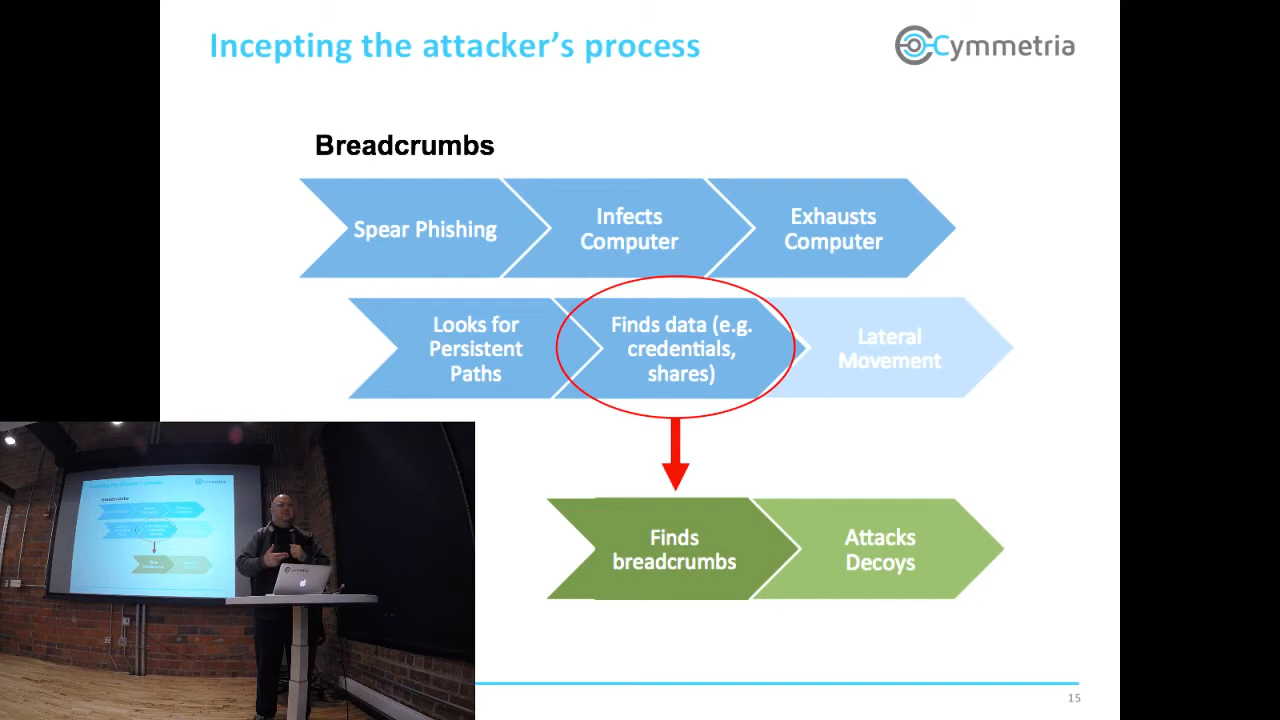 Incepting the attacker's process
Cymmetria
Breadcrumbs
Spear Phishing
Infects
Computer
Exhausts
Computer
Looks for
Persistent
Paths
Finds data (e.g.
credentials,
shares)
Lateral
Movement
Finds
breadcrumbs
Attacks
Decoys
15